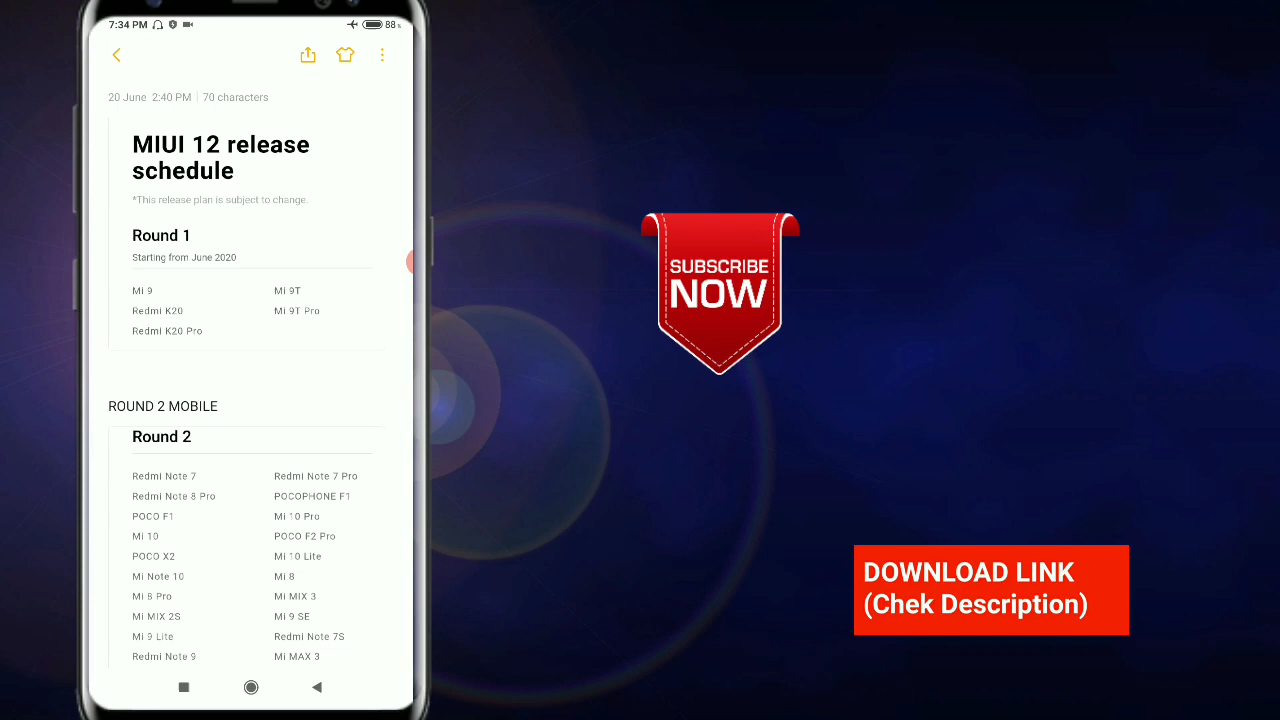 7:34 PM
88%
20 June 2:40 PM | 70 characters
MIUI 12 release
schedule
*This release plan is subject to change.
Round 1
Starting from June 2020
Mi 9
Mi 9T
Redmi K20
Mi 9T Pro
Redmi K20 Pro
ROUND 2 MOBILE
Round 2
Redmi Note 7
Redmi Note 7 Pro
Redmi Note 8 Pro
POCOPHONE F1
POCO F1
Mi 10 Pro
Mi 10
POCO F2 Pro
POCO X2
Mi 10 Lite
Mi Note 10
Mi 8
Mi 8 Pro
Mi MIX 3
Mi MIX 2S
Mi 9 SE
Mi 9 Lite
Redmi Note 7S
Redmi Note 9
Mi MAX 3
SUBSCRIBE
NOW
DOWNLOAD LINK
(Chek Description)